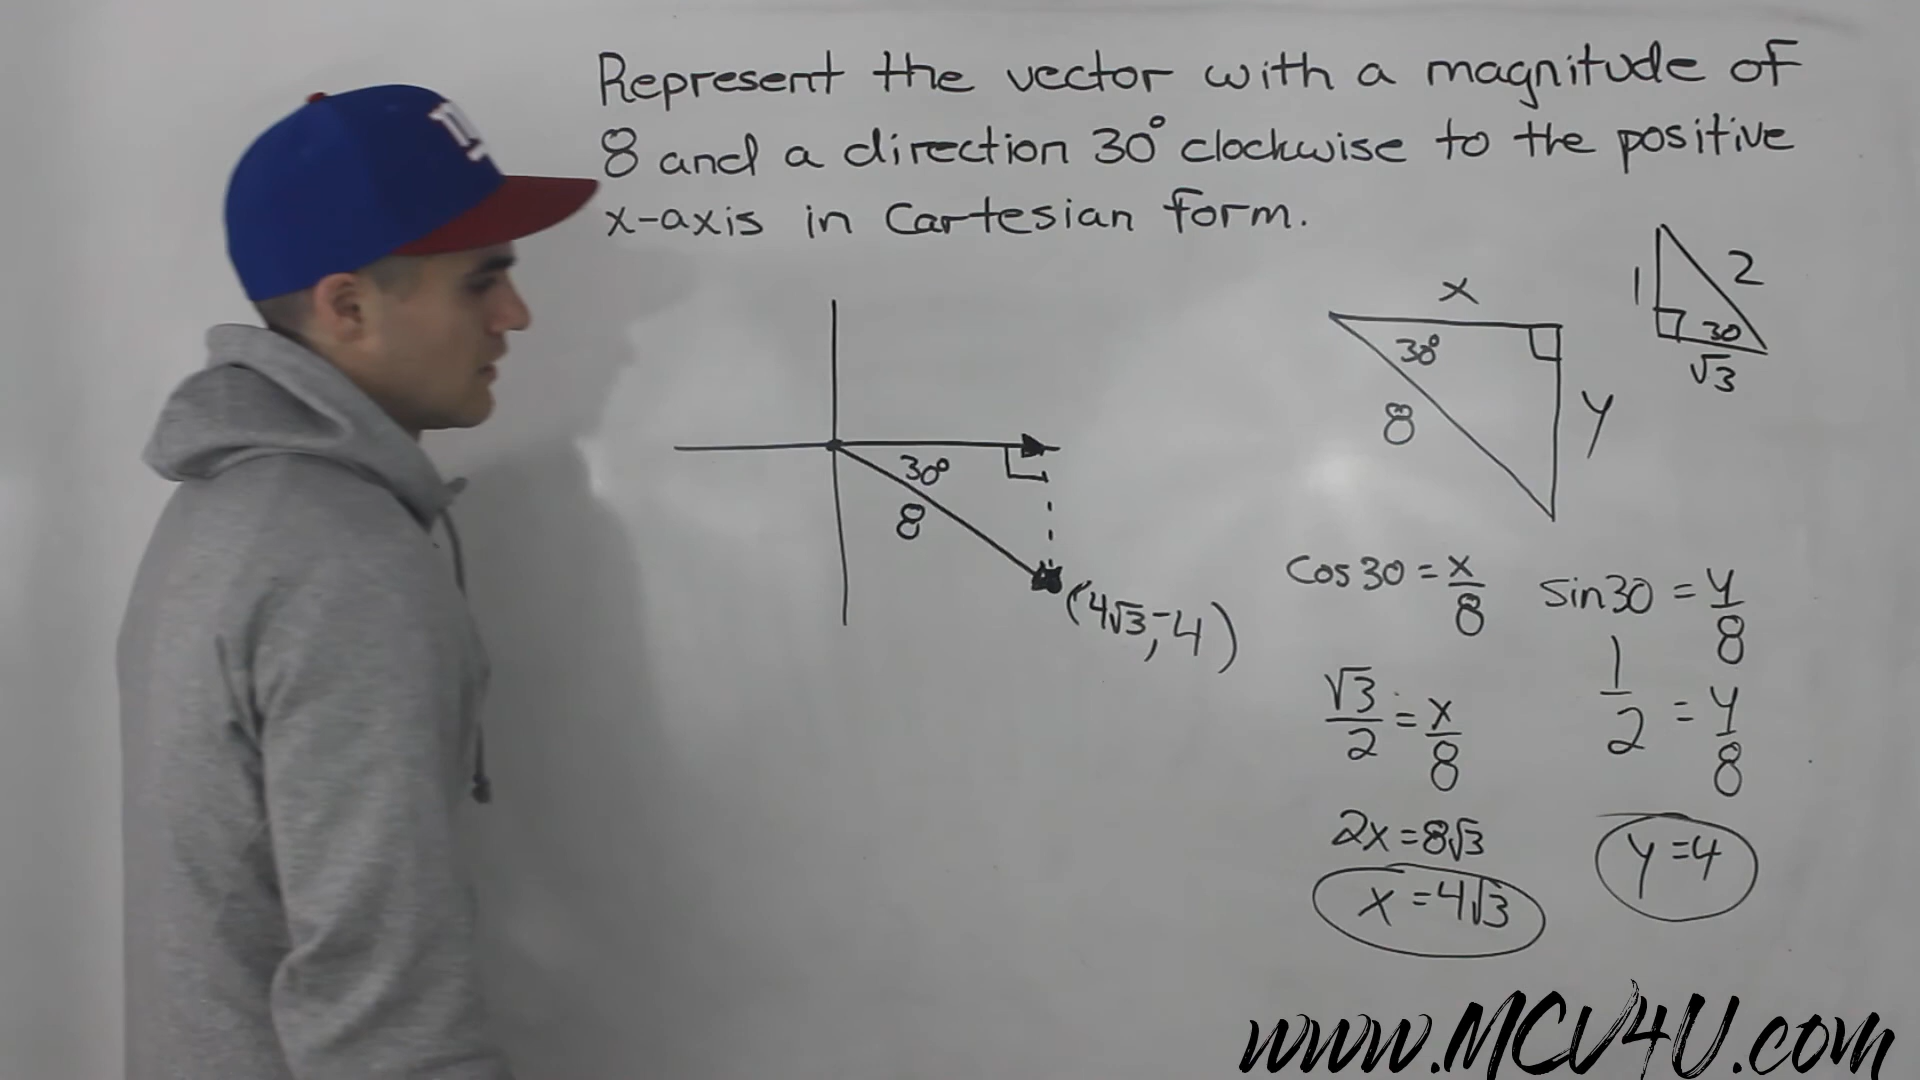 Represent the vector with a magnitude of
8 and a direction 30° clockwise to the positive
x-axis in Cartesian form.
ny
30°
8
(4√3, -4)
x
30°
8
y
1
2
30
√3
cos30 = x/8
√3/2 = x/8
2x = 8√3
x = 4√3
sin30 = y/8
1/2 = y/8
y = 4
www.MCV4U.com